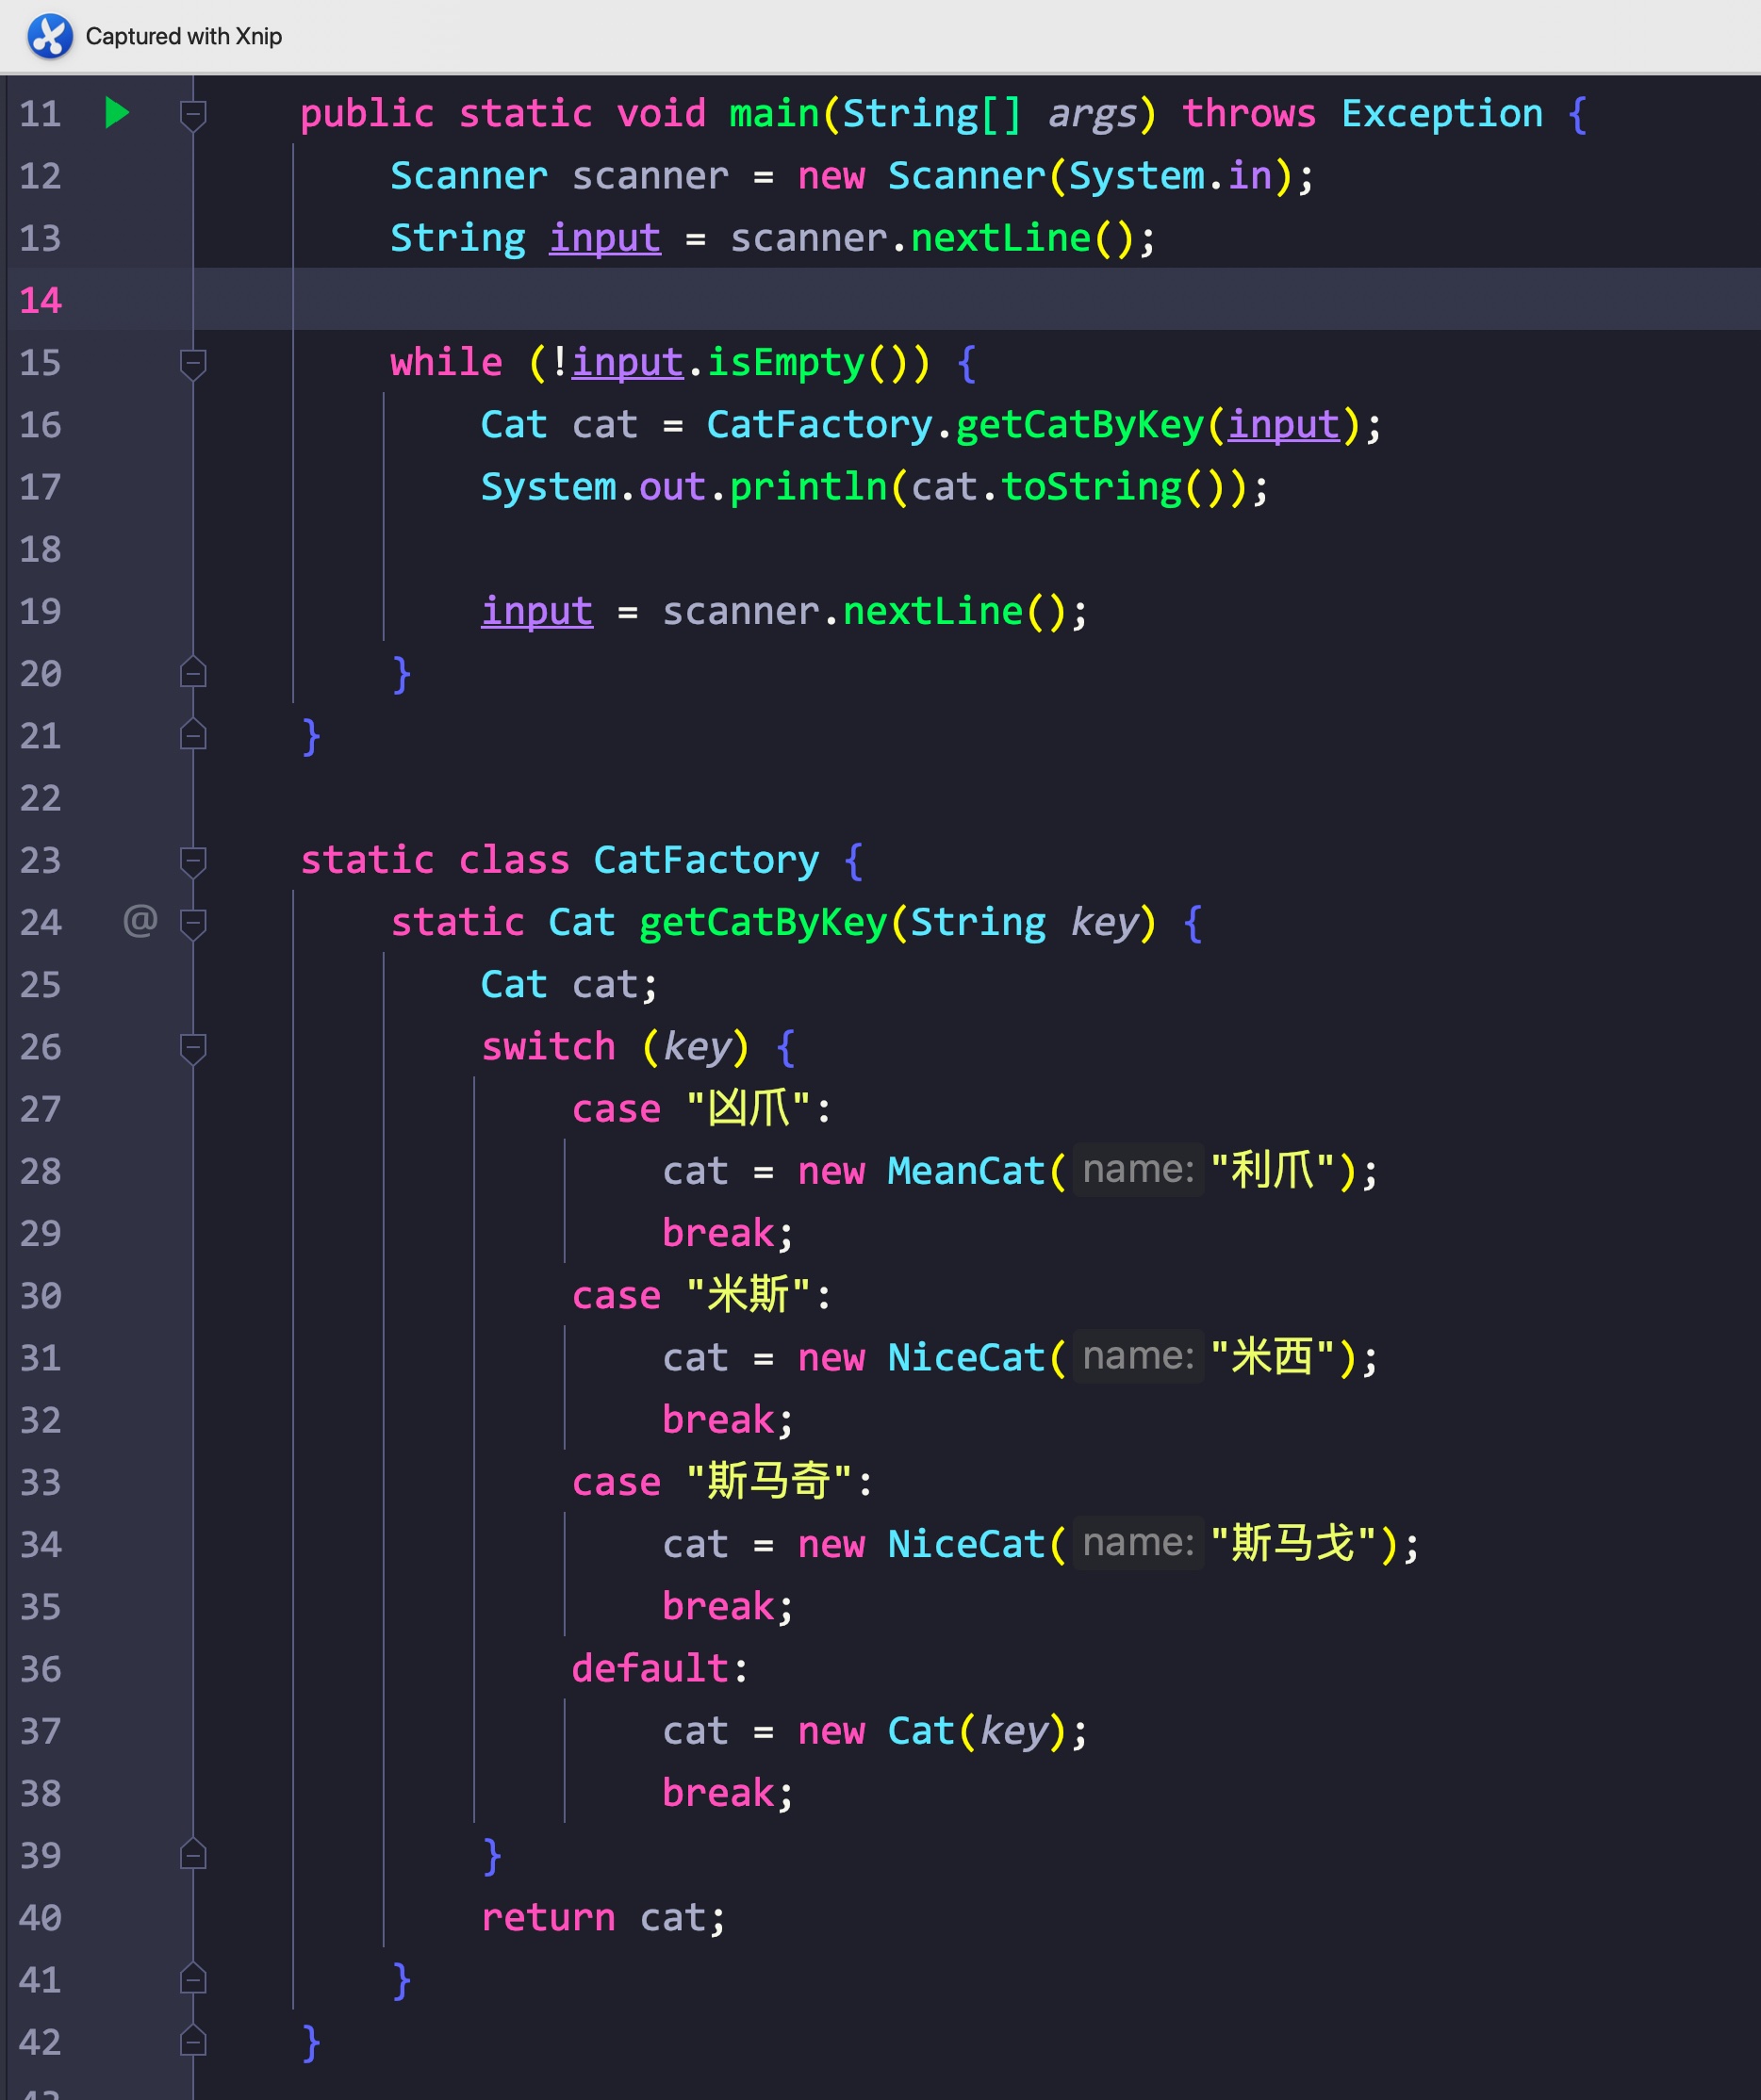 Captured with Xnip
11 public static void main(String[] args) throws Exception {
12 Scanner scanner = new Scanner(System.in);
13 String input = scanner.nextLine();
14
15 while (!input.isEmpty()) {
16 Cat cat = CatFactory.getCatByKey(input);
17 System.out.println(cat.toString());
18
19 input = scanner.nextLine();
20 }
21 }
22
23 static class CatFactory {
24 @ static Cat getCatByKey(String key) {
25 Cat cat;
26 switch (key) {
27 case "凶爪":
28 cat = new MeanCat( name: "利爪");
29 break;
30 case "米斯":
31 cat = new NiceCat( name: "米西");
32 break;
33 case "斯马奇":
34 cat = new NiceCat( name: "斯马戈");
35 break;
36 default:
37 cat = new Cat(key);
38 break;
39 }
40 return cat;
41 }
42 }